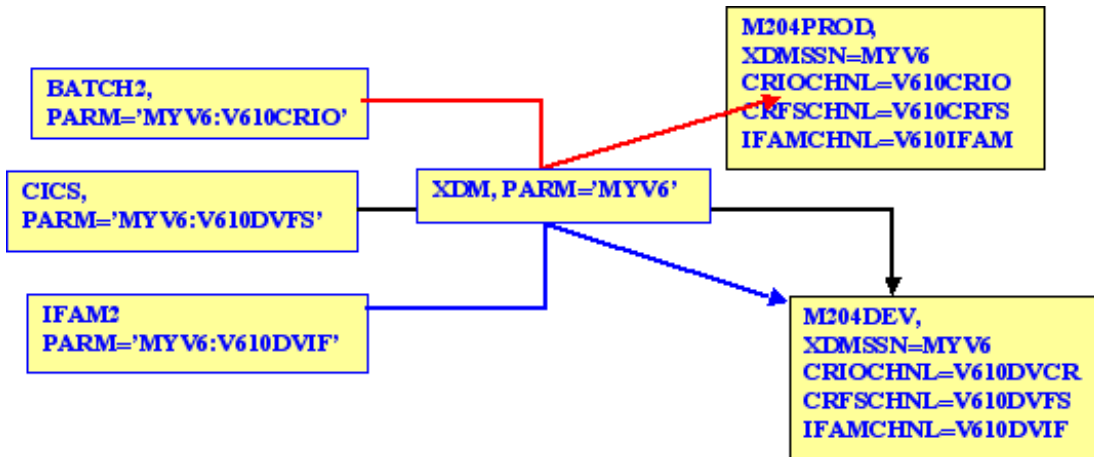 M204PROD,
XDMSSN=MYV6
CRIOCHNL=V610CRIO
CRFSCHNL=V610CRFS
IFAMCHNL=V610IFAM
BATCH2,
PARM='MYV6:V610CRIO’
CICS,
PARM=’MYV6:V610DVFS’
XDM, PARM=’MYV6’
IFAM2
PARM=’MYV6:V610DVIF’
M204DEV,
XDMSSN=MYV6
CRIOCHNL=V610DVCR
CRFSCHNL=V610DVFS
IFAMCHNL=V610DVIF